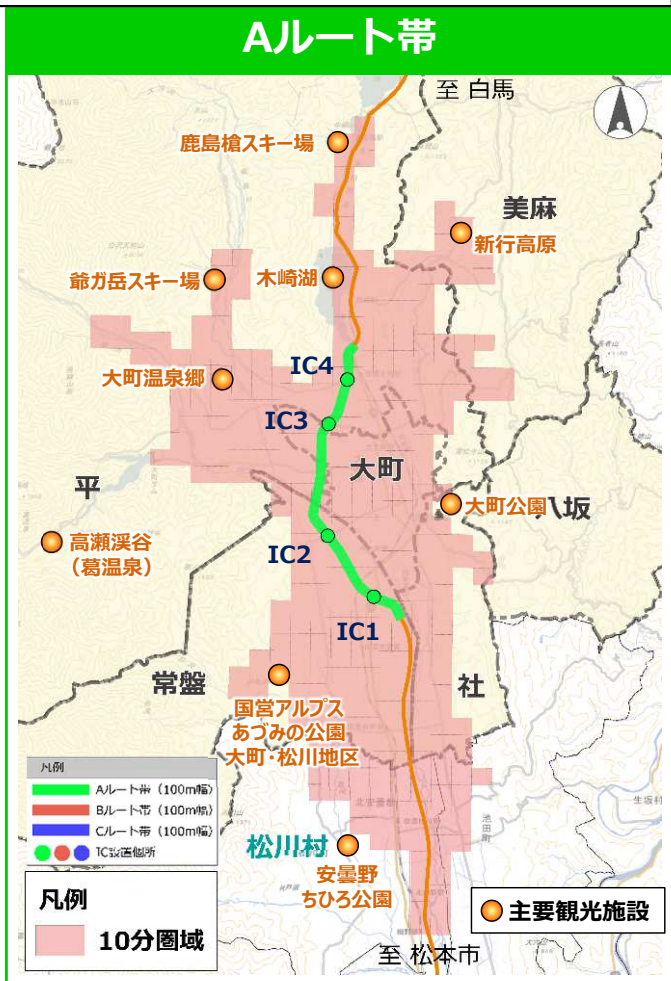 Aルート帯
至 白馬
鹿島槍スキー場
美麻
新行高原
爺ガ岳スキー場
木崎湖
IC4
大町温泉郷
IC3
大町
平
大町公園
八坂
高瀬渓谷
（葛温泉）
IC2
IC1
常盤
社
国営アルプス
あづみの公園
大町・松川地区
凡例
Aルート帯（100m幅）
Bルート帯（100m幅）
Cルート帯（100m幅）
IC設置個所
池田町
生坂村
松川村
安曇野
ちひろ公園
凡例
10分圏域
主要観光施設
至 松本市